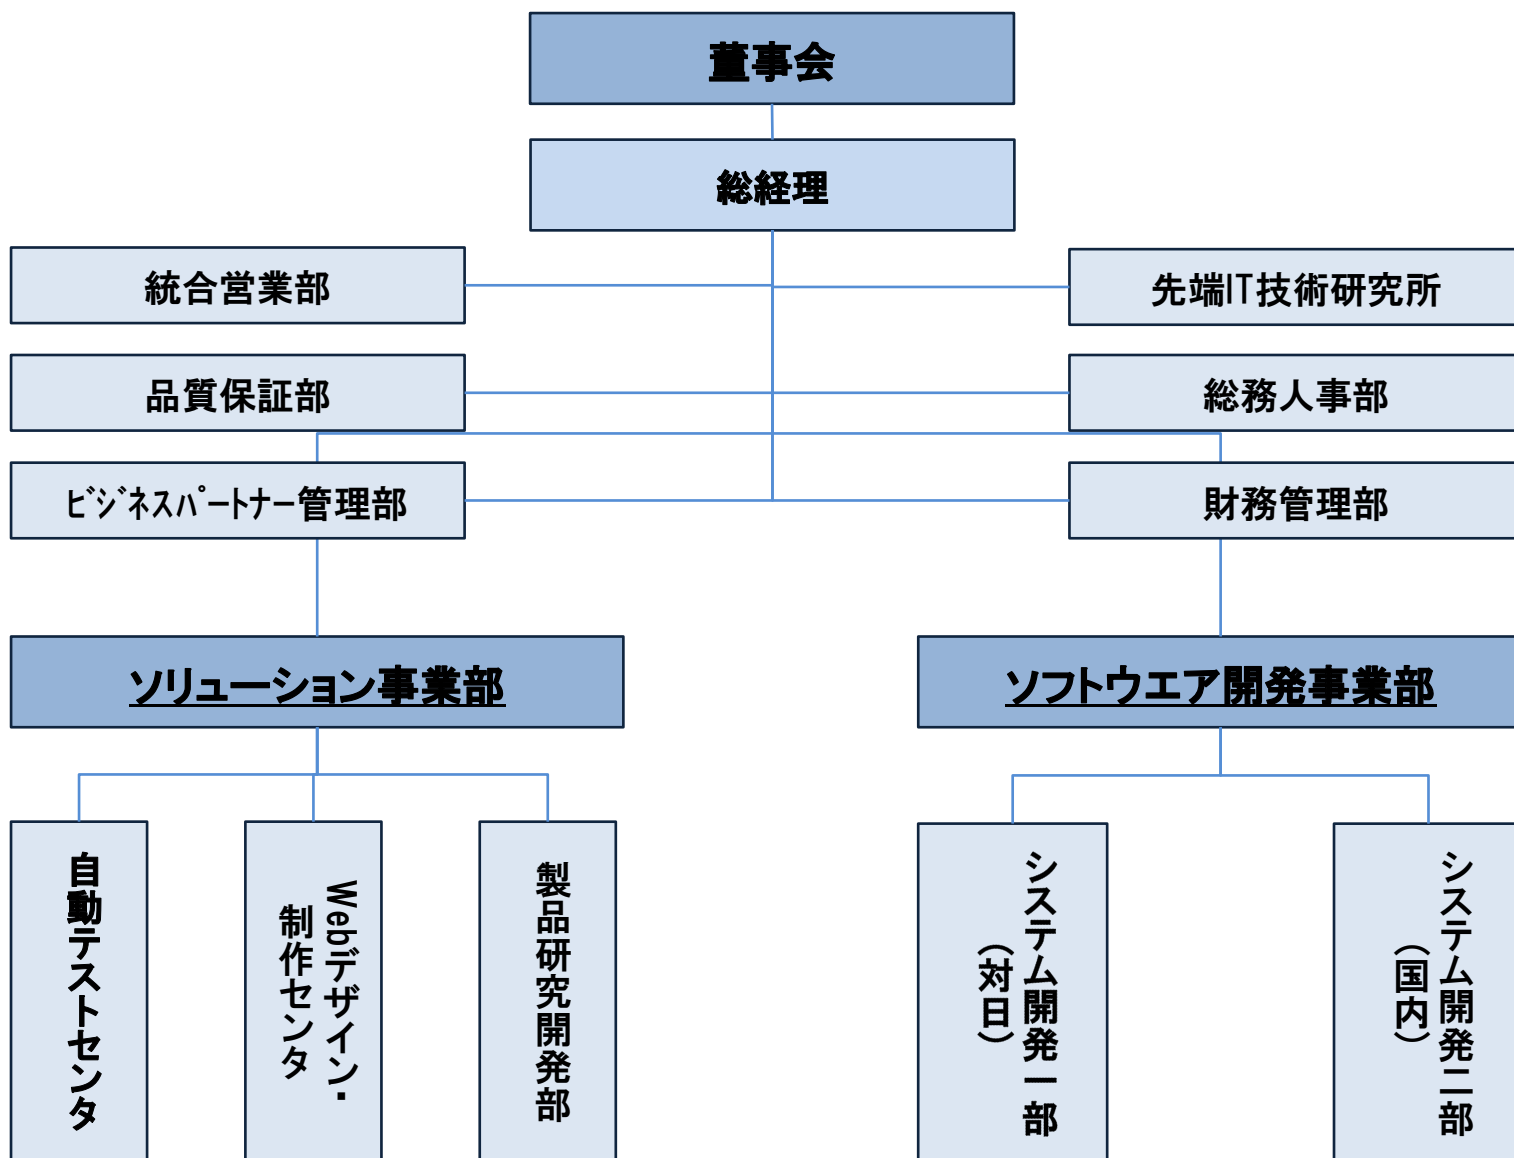 董事会
総経理
統合営業部
先端IT技術研究所
品質保証部
総務人事部
ﾋﾞｼﾞﾈｽﾊﾟｰﾄﾅｰ管理部
財務管理部
ソリューション事業部
ソフトウエア開発事業部
自動テストセンタ
Webデザイン・
制作センタ
製品研究開発部
システム開発一部
（対日）
システム開発二部
（国内）